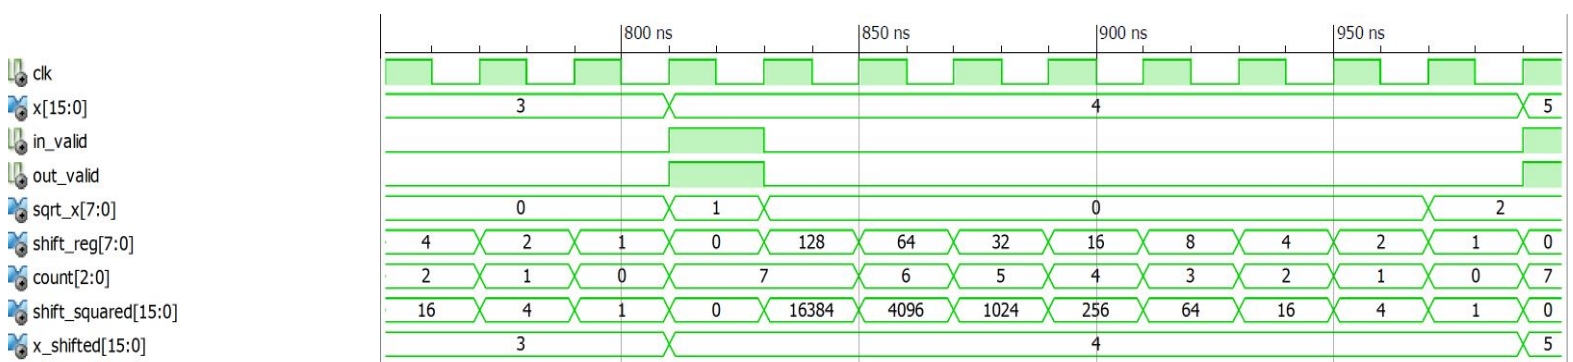 800 ns 850 ns 900 ns 950 ns
clk
x[15:0] 3 4 5
in_valid
out_valid
sqrt_x[7:0] 0 1 0 2
shift_reg[7:0] 4 2 1 0 128 64 32 16 8 4 2 1 0
count[2:0] 2 1 0 7 6 5 4 3 2 1 0 7
shift_squared[15:0] 16 4 1 0 16384 4096 1024 256 64 16 4 1 0
x_shifted[15:0] 3 4 5